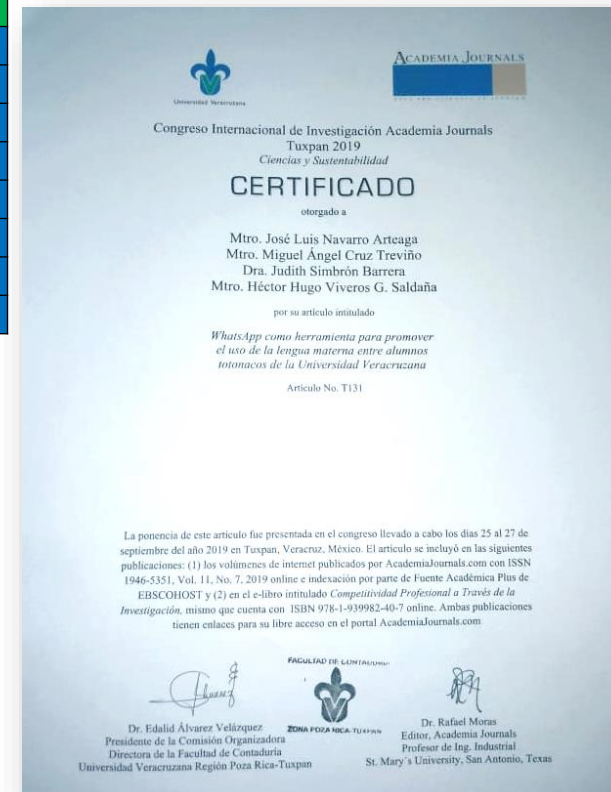 Universidad Veracruzana
ACADEMIA JOURNALS
Congreso Internacional de Investigación Academia Journals
Tuxpan 2019
Ciencias y Sustentabilidad
CERTIFICADO
otorgado a
Mtro. José Luis Navarro Arteaga
Mtro. Miguel Ángel Cruz Treviño
Dra. Judith Simbrón Barrera
Mtro. Héctor Hugo Viveros G. Saldaña
por su artículo intitulado
WhatsApp como herramienta para promover
el uso de la lengua materna entre alumnos
totonacos de la Universidad Veracruzana
Artículo No. T131
La ponencia de este artículo fue presentada en el congreso llevado a cabo los días 25 al 27 de
septiembre del año 2019 en Tuxpan, Veracruz, México. El artículo se incluyó en las siguientes
publicaciones: (1) los volúmenes de internet publicados por AcademiaJournals.com con ISSN
1946-5351, Vol. 11, No. 7, 2019 online e indexación por parte de Fuente Académica Plus de
EBSCOHOST y (2) en el e-libro intitulado Competitividad Profesional a Través de la
Investigación, mismo que cuenta con ISBN 978-1-939982-40-7 online. Ambas publicaciones
tienen enlaces para su libre acceso en el portal AcademiaJournals.com
FACULTAD DE CONTADURIA
ZONA POZA RICA-TUXPAN
Dr. Edalid Álvarez Velázquez
Presidente de la Comisión Organizadora
Directora de la Facultad de Contaduría
Universidad Veracruzana Región Poza Rica-Tuxpan
Dr. Rafael Moras
Editor, Academia Journals
Profesor de Ing. Industrial
St. Mary´s University, San Antonio, Texas